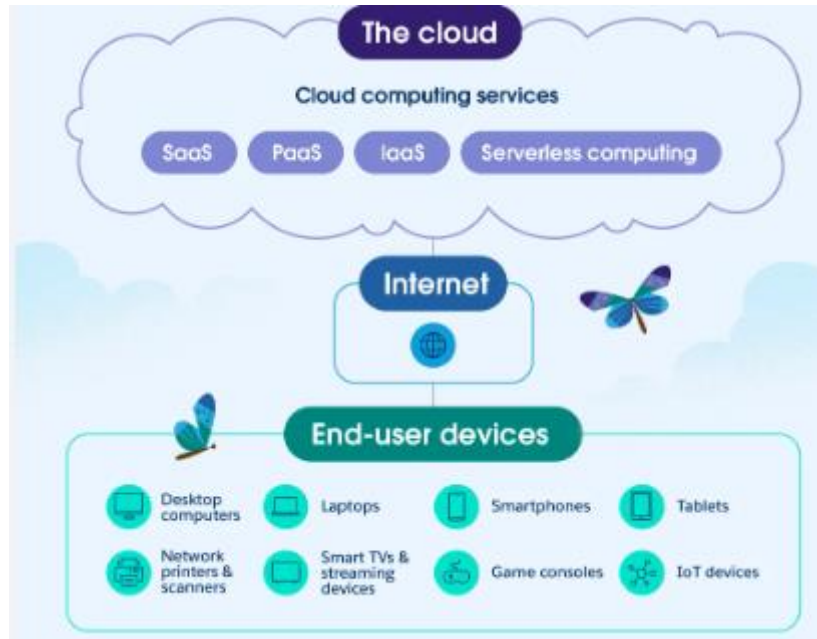 The cloud
Cloud computing services
SaaS PaaS IaaS Serverless computing
Internet
End-user devices
Desktop
computers
Laptops
Smartphones
Tablets
Network
printers &
scanners
Smart TVs &
streaming
devices
Game consoles
IoT devices